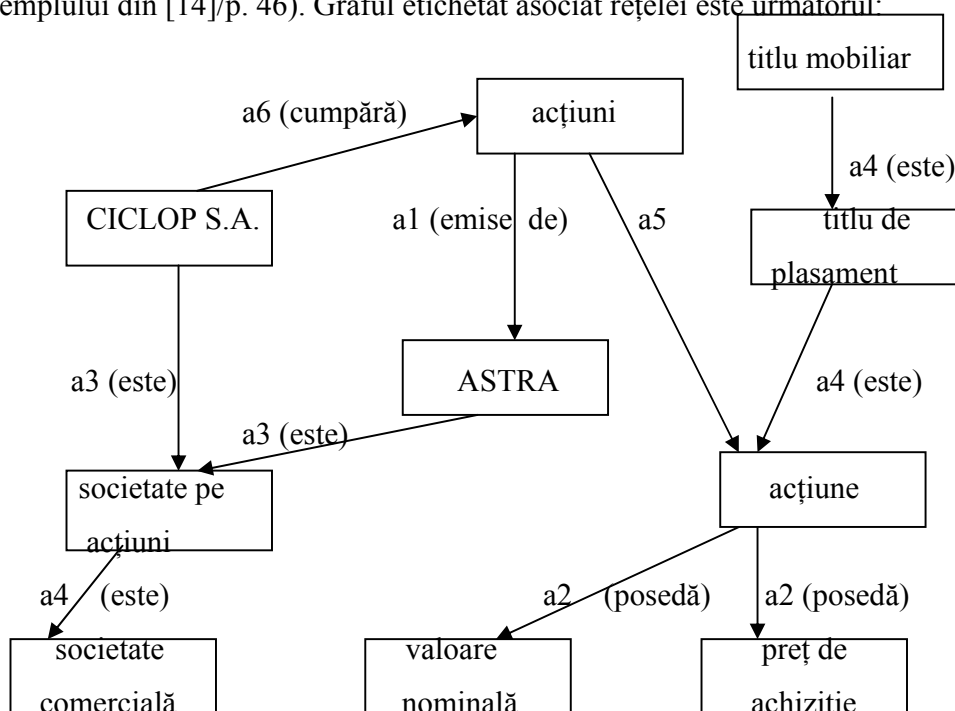 emplului din [14]/p. 46). Graful etichetat asociat rețelei este următorul:
titlu mobiliar
a6 (cumpără)
acțiuni
a4 (este)
CICLOP S.A.
a1 (emise de)
a5
titlu de
plasament
a3 (este)
ASTRA
a4 (este)
a3 (este)
societate pe
acțiuni
acțiune
a4 (este)
a2 (posedă)
a2 (posedă)
societate
comercială
valoare
nominală
preț de
achiziție